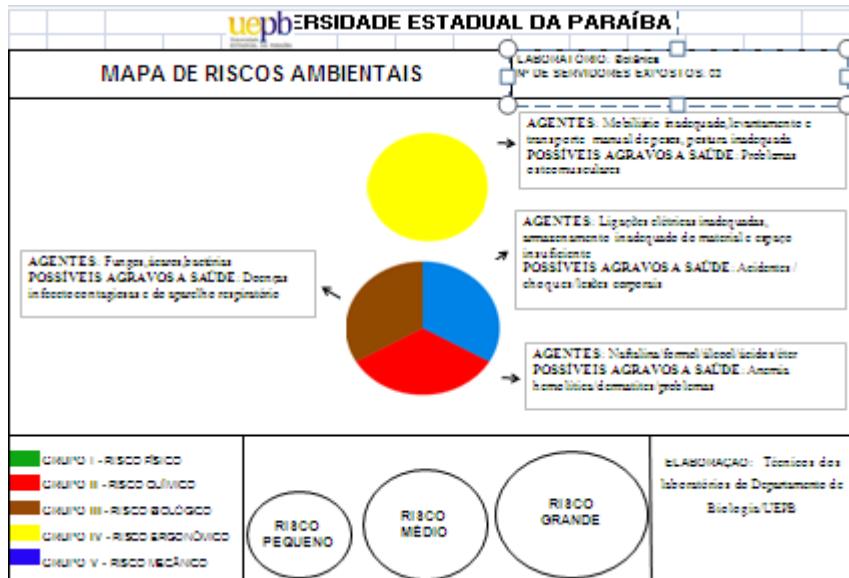 uepb ERSIDADE ESTADUAL DA PARAÍBA
MAPA DE RISCOS AMBIENTAIS
LABORATÓRIO: Botânica
Nº DE SERVIDORES EXPOSTOS: 03
AGENTES: Mobiliário inadequado, levantamento e
transporte manual de pesos, postura inadequada
POSSÍVEIS AGRAVOS A SAÚDE: Problemas
osteomusculares
AGENTES: Ligações elétricas inadequadas,
armazenamento inadequado de material e espaço
insuficiente
POSSÍVEIS AGRAVOS A SAÚDE: Acidentes /
choques/lesões corporais
AGENTES: Fungos, ácaros, bactérias
POSSÍVEIS AGRAVOS A SAÚDE: Doenças
infectocontagiosas e do aparelho respiratório
AGENTES: Naftalina/formol/álcool/ácidos/éter
POSSÍVEIS AGRAVOS A SAÚDE: Anemia
hemolítica/dermatites/problemas
GRUPO I - RISCO FÍSICO
GRUPO II - RISCO QUÍMICO
GRUPO III - RISCO BIOLÓGICO
GRUPO IV - RISCO ERGONÔMICO
GRUPO V - RISCO MECÂNICO
RISCO
PEQUENO
RISCO
MÉDIO
RISCO
GRANDE
ELABORAÇÃO: Técnicos dos
laboratórios do Departamento de
Biologia/UEPB